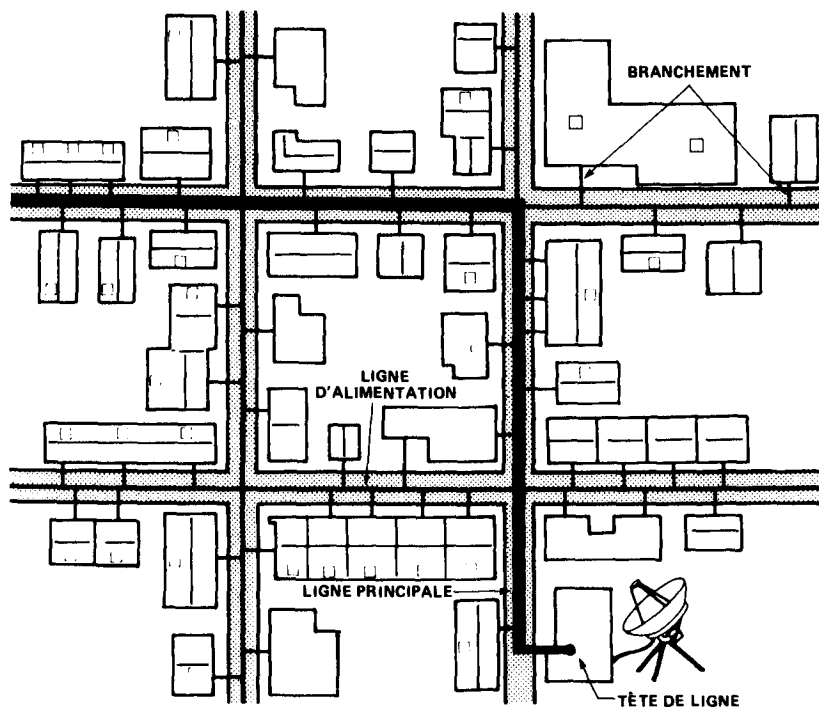 BRANCHEMENT
LIGNE
D'ALIMENTATION
LIGNE PRINCIPALE
TÊTE DE LIGNE